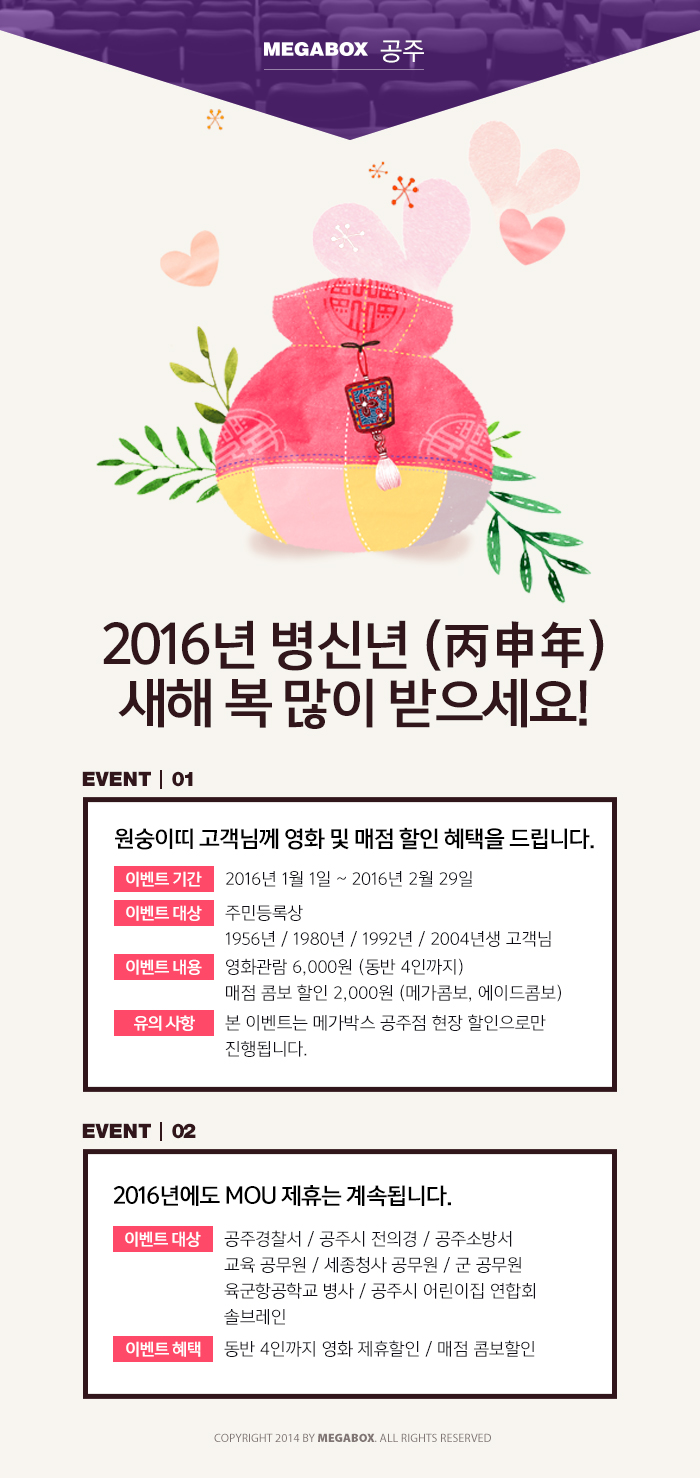 MEGABOX 공주
2016년 병신년 (丙申年)
새해 복 많이 받으세요!
EVENT | 01
원숭이띠 고객님께 영화 및 매점 할인 혜택을 드립니다.
이벤트 기간 2016년 1월 1일 ~ 2016년 2월 29일
이벤트 대상 주민등록상
1956년 / 1980년 / 1992년 / 2004년생 고객님
이벤트 내용 영화관람 6,000원 (동반 4인까지)
매점 콤보 할인 2,000원 (메가콤보, 에이드콤보)
유의 사항 본 이벤트는 메가박스 공주점 현장 할인으로만
진행됩니다.
EVENT | 02
2016년에도 MOU 제휴는 계속됩니다.
이벤트 대상 공주경찰서 / 공주시 전의경 / 공주소방서
교육 공무원 / 세종청사 공무원 / 군 공무원
육군항공학교 병사 / 공주시 어린이집 연합회
솔브레인
이벤트 혜택 동반 4인까지 영화 제휴할인 / 매점 콤보할인
COPYRIGHT 2014 BY MEGABOX. ALL RIGHTS RESERVED